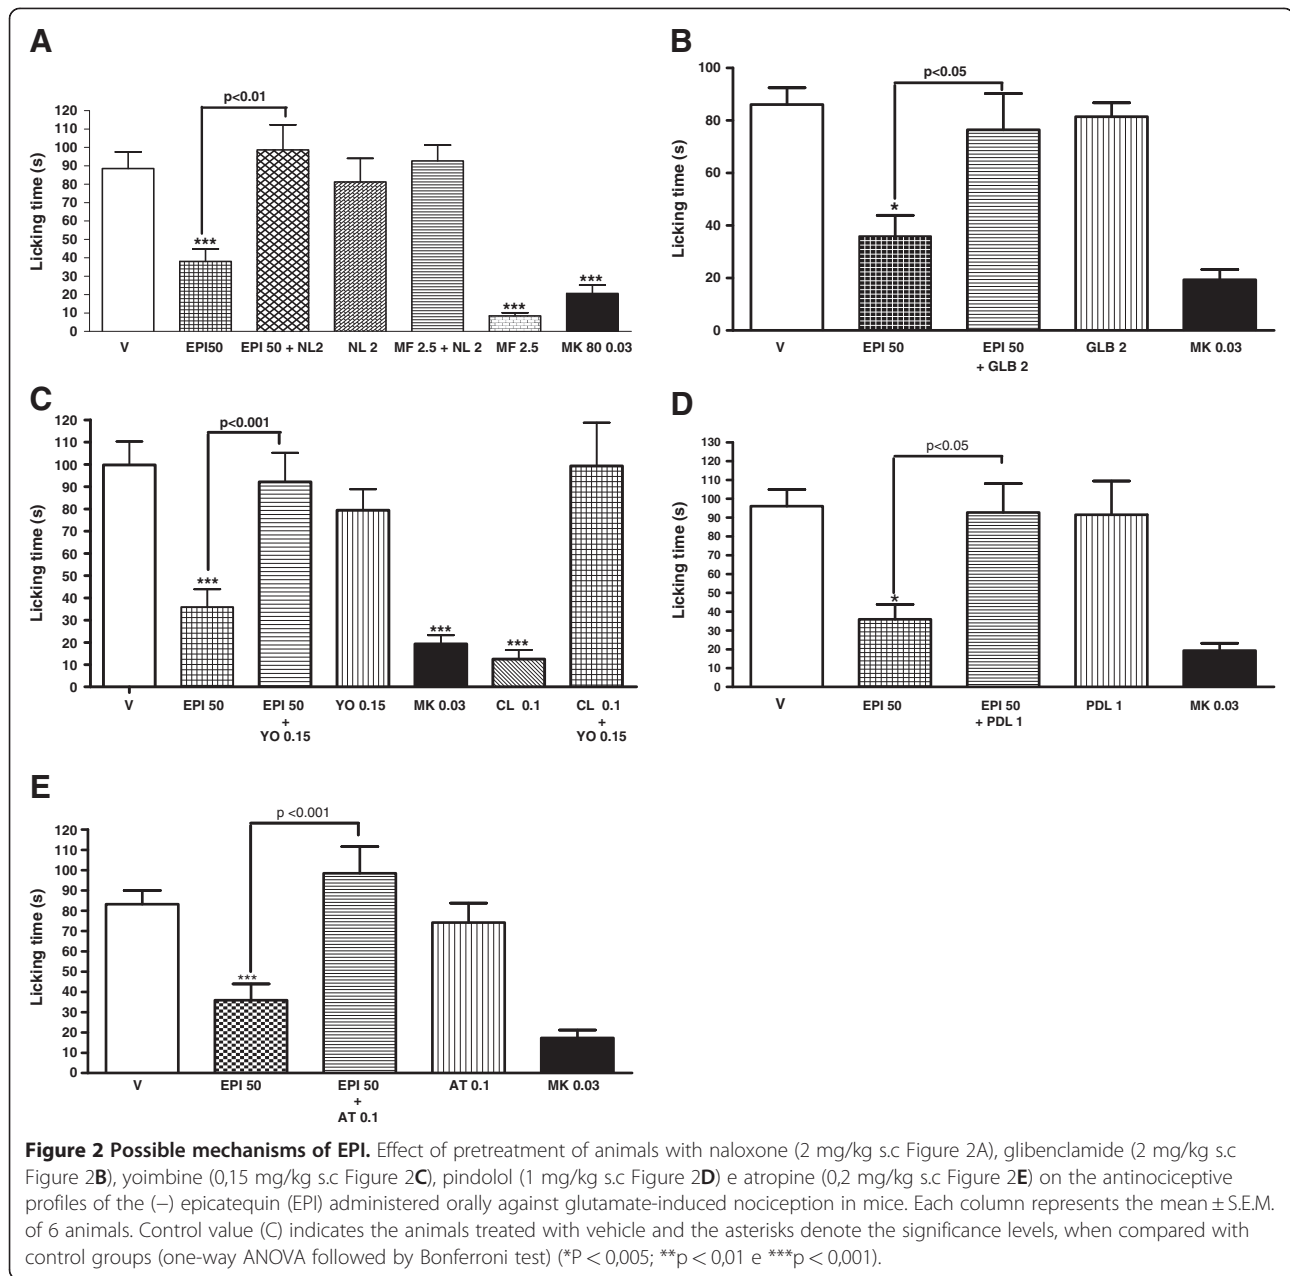 A
p<0.01
Licking time (s)
120
110
100
90
80
70
60
50
40
30
20
10
0
***
***
***
V EPI50 EPI 50 + NL2 NL 2 MF 2.5 + NL 2 MF 2.5 MK 80 0.03
B
p<0.05
Licking time (s)
100
80
60
40
20
0
*
V EPI 50 EPI 50 GLB 2 MK 0.03
+ GLB 2
C
p<0.001
Licking time (s)
120
110
100
90
80
70
60
50
40
30
20
10
0
***
***
***
V EPI 50 EPI 50 YO 0.15 MK 0.03 CL 0.1 CL 0.1
+ +
YO 0.15 YO 0.15
D
p<0.05
Licking time (s)
130
120
110
100
90
80
70
60
50
40
30
20
10
0
*
V EPI 50 EPI 50 PDL 1 MK 0.03
+ PDL 1
E
p <0.001
Licking time (s)
120
110
100
90
80
70
60
50
40
30
20
10
0
***
V EPI 50 EPI 50 AT 0.1 MK 0.03
+
AT 0.1
Figure 2 Possible mechanisms of EPI. Effect of pretreatment of animals with naloxone (2 mg/kg s.c Figure 2A), glibenclamide (2 mg/kg s.c
Figure 2B), yoimbine (0,15 mg/kg s.c Figure 2C), pindolol (1 mg/kg s.c Figure 2D) e atropine (0,2 mg/kg s.c Figure 2E) on the antinociceptive
profiles of the (−) epicatequin (EPI) administered orally against glutamate-induced nociception in mice. Each column represents the mean ± S.E.M.
of 6 animals. Control value (C) indicates the animals treated with vehicle and the asterisks denote the significance levels, when compared with
control groups (one-way ANOVA followed by Bonferroni test) (*P < 0,005; **p < 0,01 e ***p < 0,001).